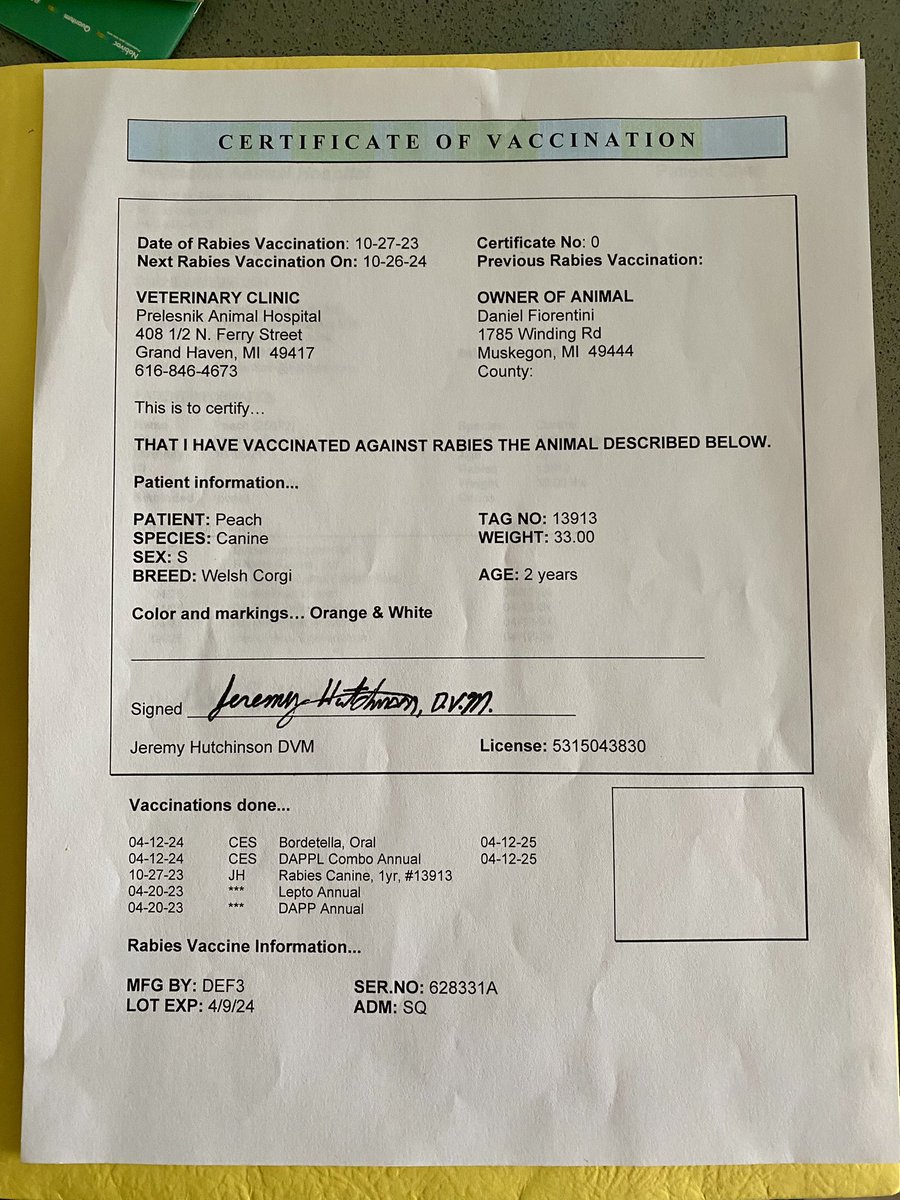 Nobivac
Quantum
CERTIFICATE OF VACCINATION
Date of Rabies Vaccination: 10-27-23 Certificate No: 0
Next Rabies Vaccination On: 10-26-24 Previous Rabies Vaccination:
VETERINARY CLINIC OWNER OF ANIMAL
Prelesnik Animal Hospital Daniel Fiorentini
408 1/2 N. Ferry Street 1785 Winding Rd
Grand Haven, MI 49417 Muskegon, MI 49444
616-846-4673 County:
This is to certify...
THAT I HAVE VACCINATED AGAINST RABIES THE ANIMAL DESCRIBED BELOW.
Patient information...
PATIENT: Peach TAG NO: 13913
SPECIES: Canine WEIGHT: 33.00
SEX: S
BREED: Welsh Corgi AGE: 2 years
Color and markings... Orange & White
Signed Jeremy Hutchinson, D.V.M.
Jeremy Hutchinson DVM License: 5315043830
Vaccinations done...
04-12-24 CES Bordetella, Oral 04-12-25
04-12-24 CES DAPPL Combo Annual 04-12-25
10-27-23 JH Rabies Canine, 1yr, #13913
04-20-23 *** Lepto Annual
04-20-23 *** DAPP Annual
Rabies Vaccine Information...
MFG BY: DEF3 SER.NO: 628331A
LOT EXP: 4/9/24 ADM: SQ